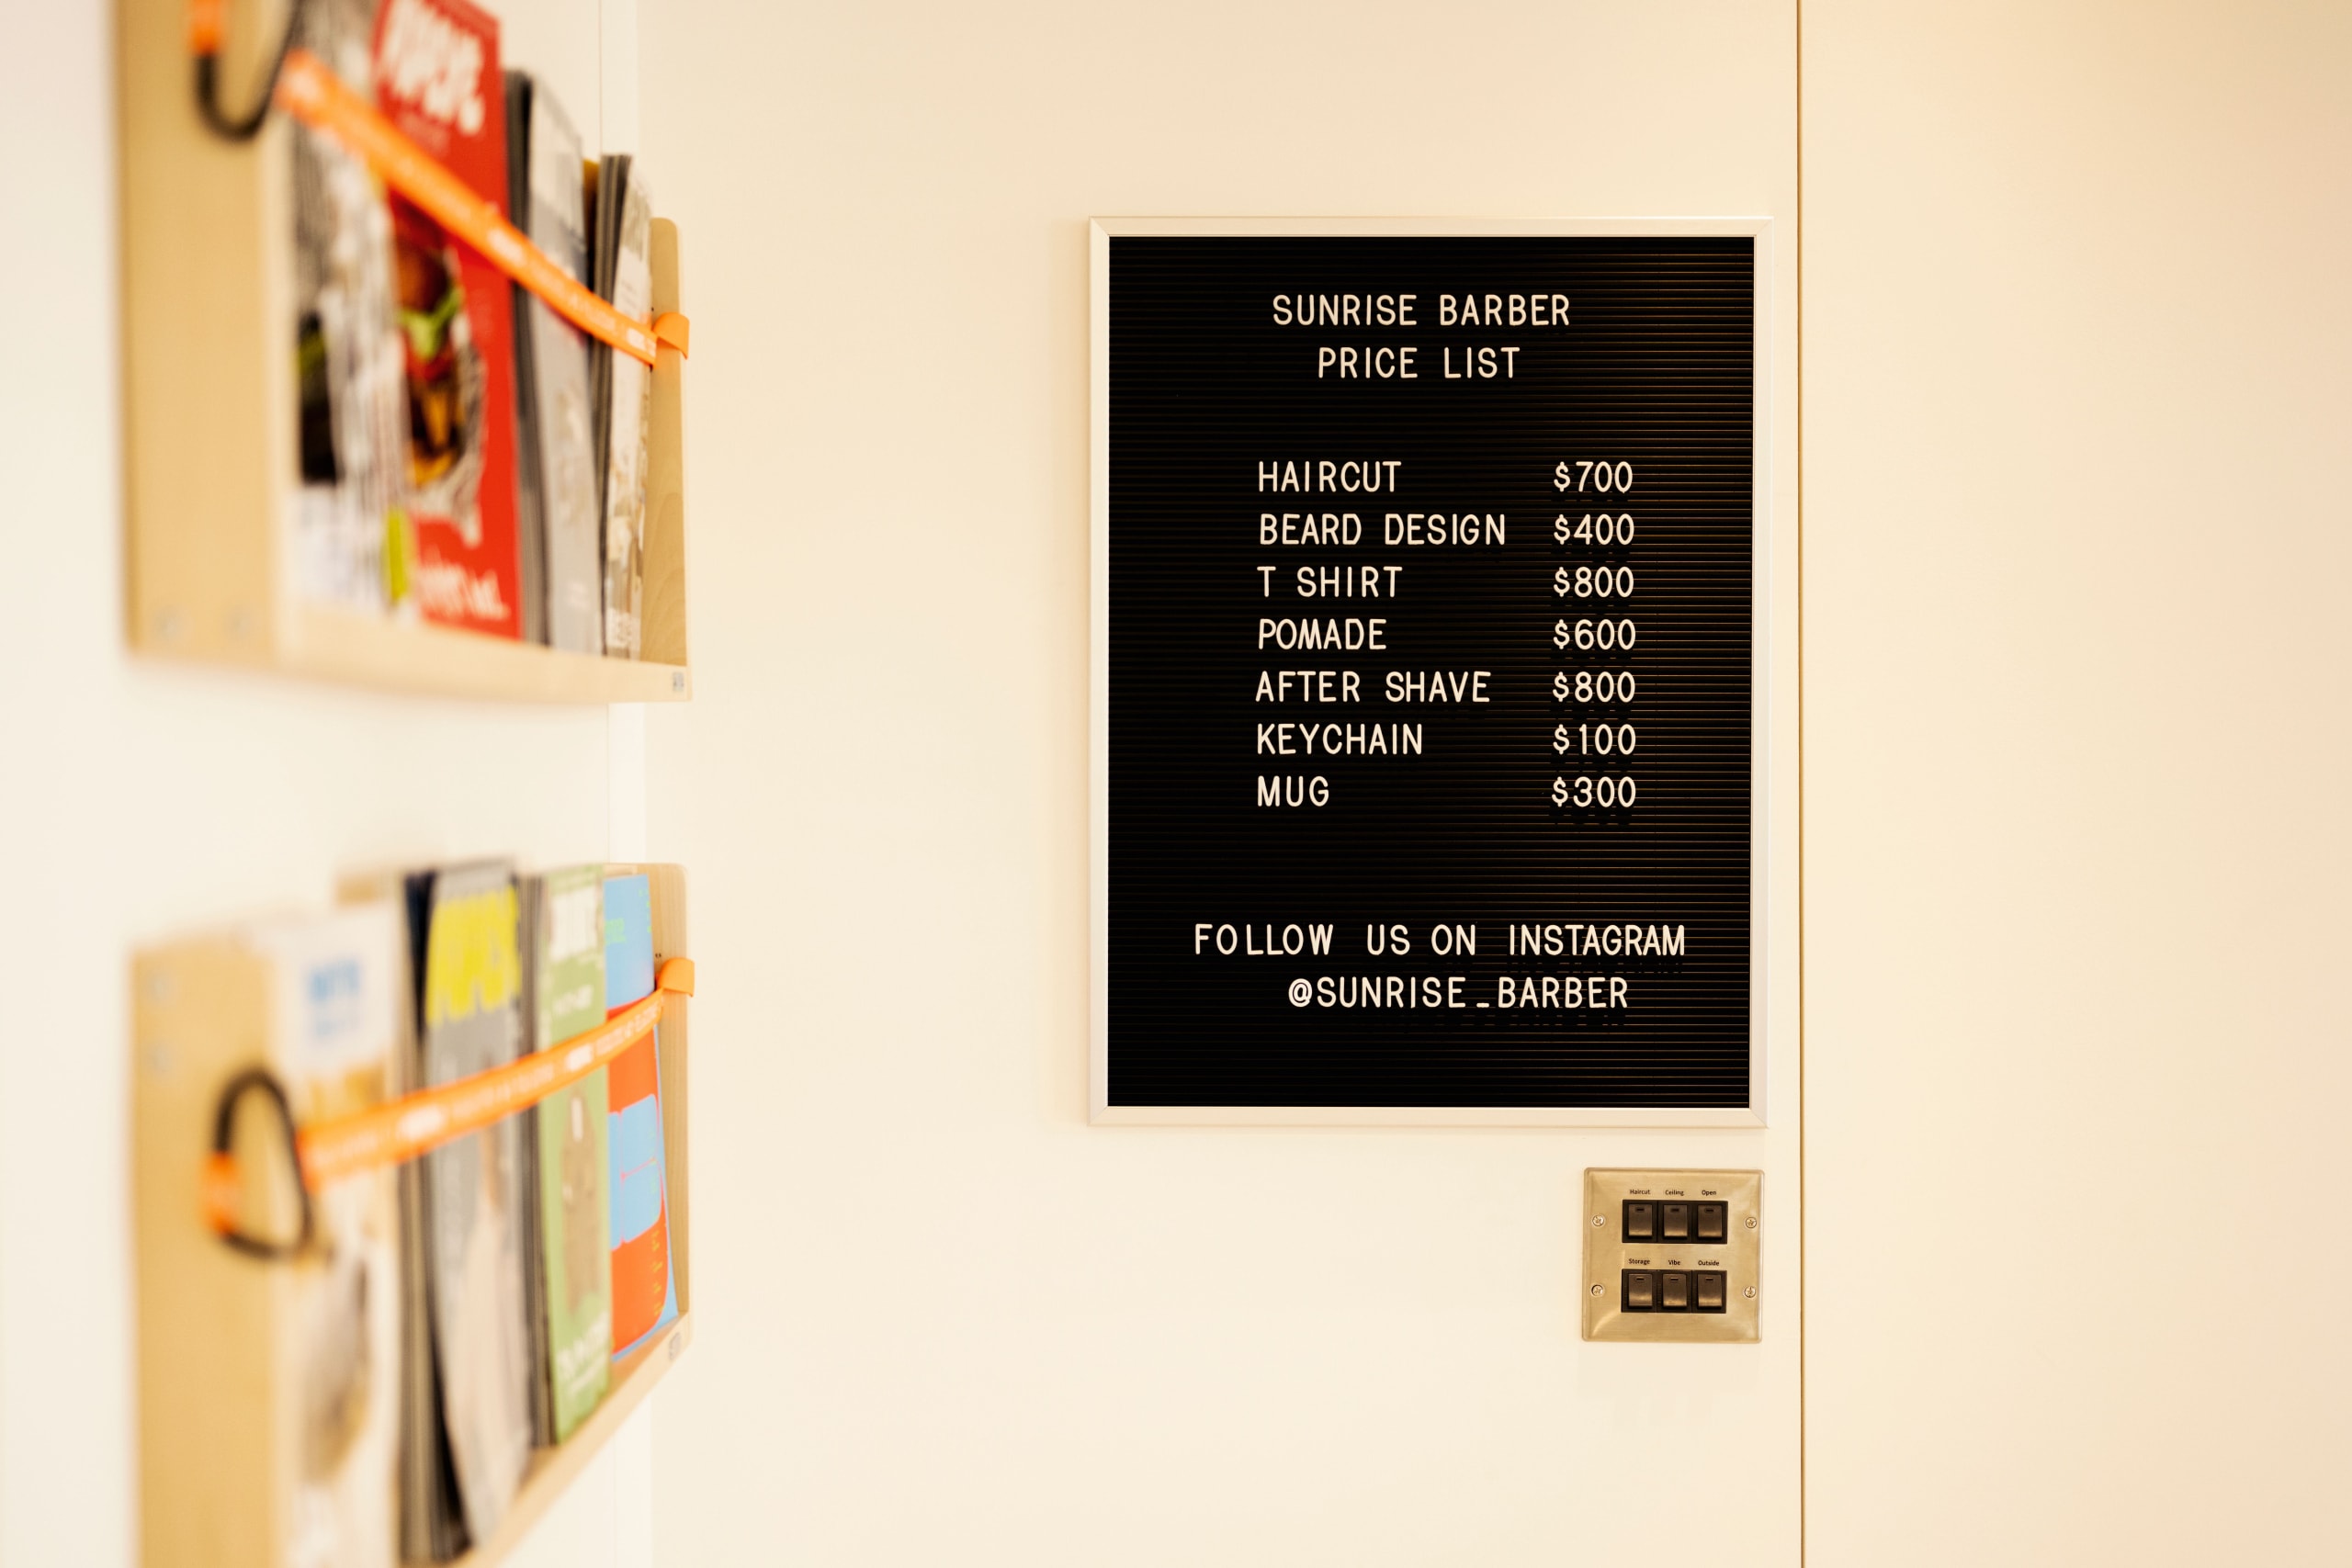 SUNRISE BARBER
PRICE LIST
HAIRCUT $700
BEARD DESIGN $400
T SHIRT $800
POMADE $600
AFTER SHAVE $800
KEYCHAIN $100
MUG $300
FOLLOW US ON INSTAGRAM
@SUNRISE_BARBER
Haircut Ceiling Open
Storage Vibe Outside